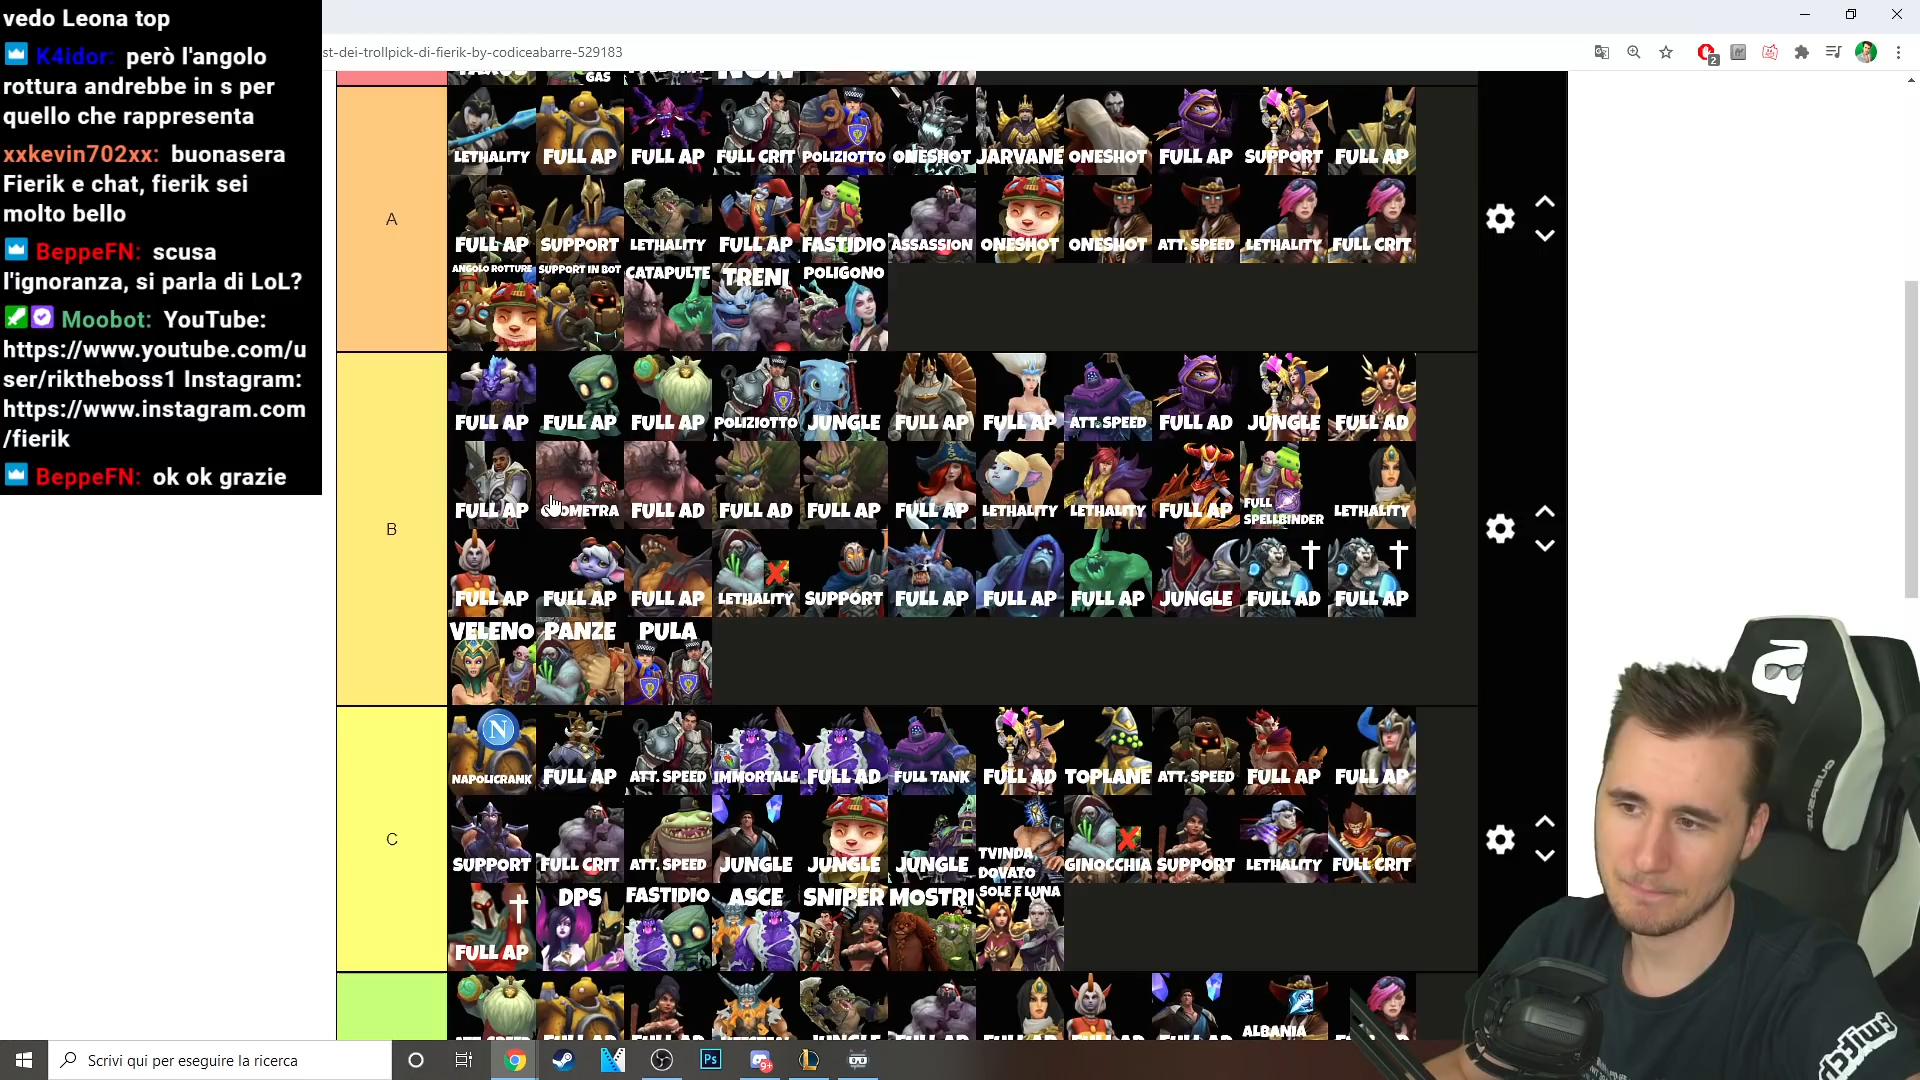 vedo Leona top
K4idor: però l'angolo
rottura andrebbe in s per
quello che rappresenta
xxkevin702xx: buonasera
Fierik e chat, fierik sei
molto bello
BeppeFN: scusa
l'ignoranza, si parla di LoL?
Moobot: YouTube:
https://www.youtube.com/u
ser/riktheboss1 Instagram:
https://www.instagram.com
/fierik
BeppeFN: ok ok grazie
st-dei-trollpick-di-fierik-by-codiceabarre-529183
2
GAS NON
A
LETHALITY FULL AP FULL AP FULL CRIT POLIZIOTTO ONESHOT JARVANE ONESHOT FULL AP SUPPORT FULL AP
FULL AP SUPPORT LETHALITY FULL AP FASTIDIO ASSASSION ONESHOT ONESHOT ATT. SPEED LETHALITY FULL CRIT
ANGOLO ROTTURE SUPPORT IN BOT CATAPULTE TRENI POLIGONO
B
FULL AP FULL AP FULL AP POLIZIOTTO JUNGLE FULL AP FULL AP ATT. SPEED FULL AD JUNGLE FULL AD
FULL AP FULL AD FULL AD FULL AP FULL AP LETHALITY LETHALITY FULL AP FULL SPELLBINDER LETHALITY
FULL AP FULL AP FULL AP LETHALITY SUPPORT FULL AP FULL AP FULL AP JUNGLE FULL AD FULL AP
VELENO PANZE PULA
C
N
NAPOLICRANK FULL AP ATT. SPEED IMMORTALE FULL AD FULL TANK FULL AD TOPLANE ATT. SPEED FULL AP FULL AP
SUPPORT FULL CRIT ATT. SPEED JUNGLE JUNGLE JUNGLE TVINDA DOVATO GINOCCHIA SUPPORT LETHALITY FULL CRIT
FULL AP DPS FASTIDIO ASCE SNIPER MOSTRI SOLE E LUNA
JUNGLE FULL AP FULL AD ALBANIA
Scrivi qui per eseguire la ricerca
Ps
9+